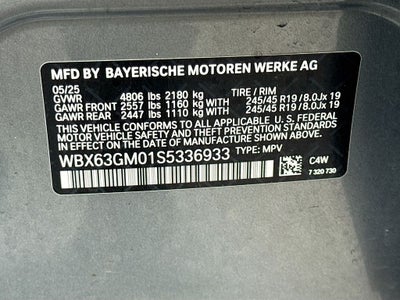 MFD BY BAYERISCHE MOTOREN WERKE AG
05/25
GVWR 4806 lbs 2180 kg TIRE / RIM
GAWR FRONT 2557 lbs 1160 kg 245/45 R19 / 8.0Jx 19
GAWR REAR 2447 lbs 1110 kg 245/45 R19 / 8.0Jx 19
THIS VEHICLE CONFORMS TO ALL APPLICABLE U. S. FEDERAL
MOTOR VEHICLE SAFETY, BUMPER, AND THEFT PREVENTION
STANDARDS IN EFFECT ON THE DATE OF MANUFACTURE SHOWN ABOVE.
WBX63GM01S5336933 TYPE: MPV
C4W
7 320 730